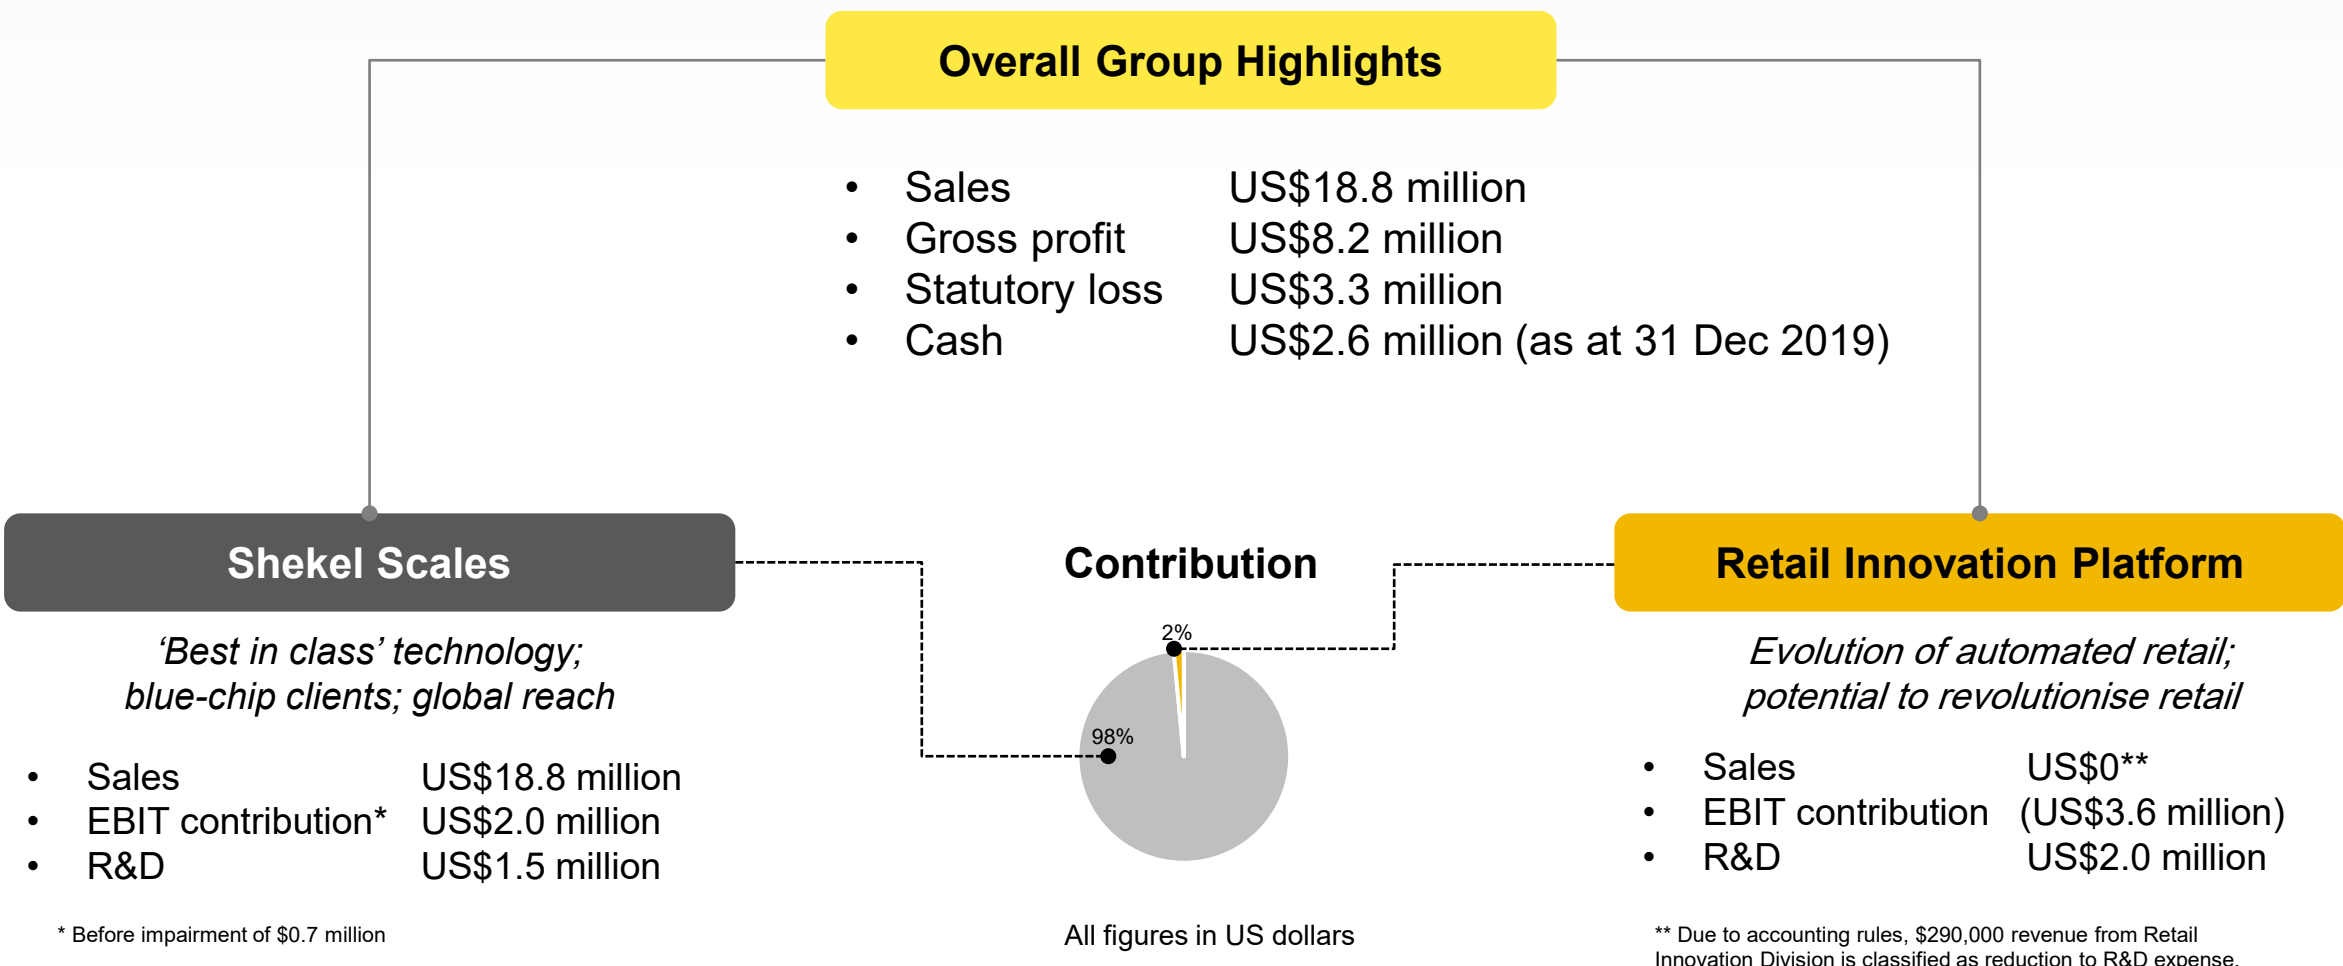 Overall Group Highlights
• Sales US$18.8 million
• Gross profit US$8.2 million
• Statutory loss US$3.3 million
• Cash US$2.6 million (as at 31 Dec 2019)
Shekel Scales
‘Best in class’ technology;
blue-chip clients; global reach
• Sales US$18.8 million
• EBIT contribution* US$2.0 million
• R&D US$1.5 million
* Before impairment of $0.7 million
Contribution
2%
98%
All figures in US dollars
Retail Innovation Platform
Evolution of automated retail;
potential to revolutionise retail
• Sales US$0**
• EBIT contribution (US$3.6 million)
• R&D US$2.0 million
** Due to accounting rules, $290,000 revenue from Retail
Innovation Division is classified as reduction to R&D expense.